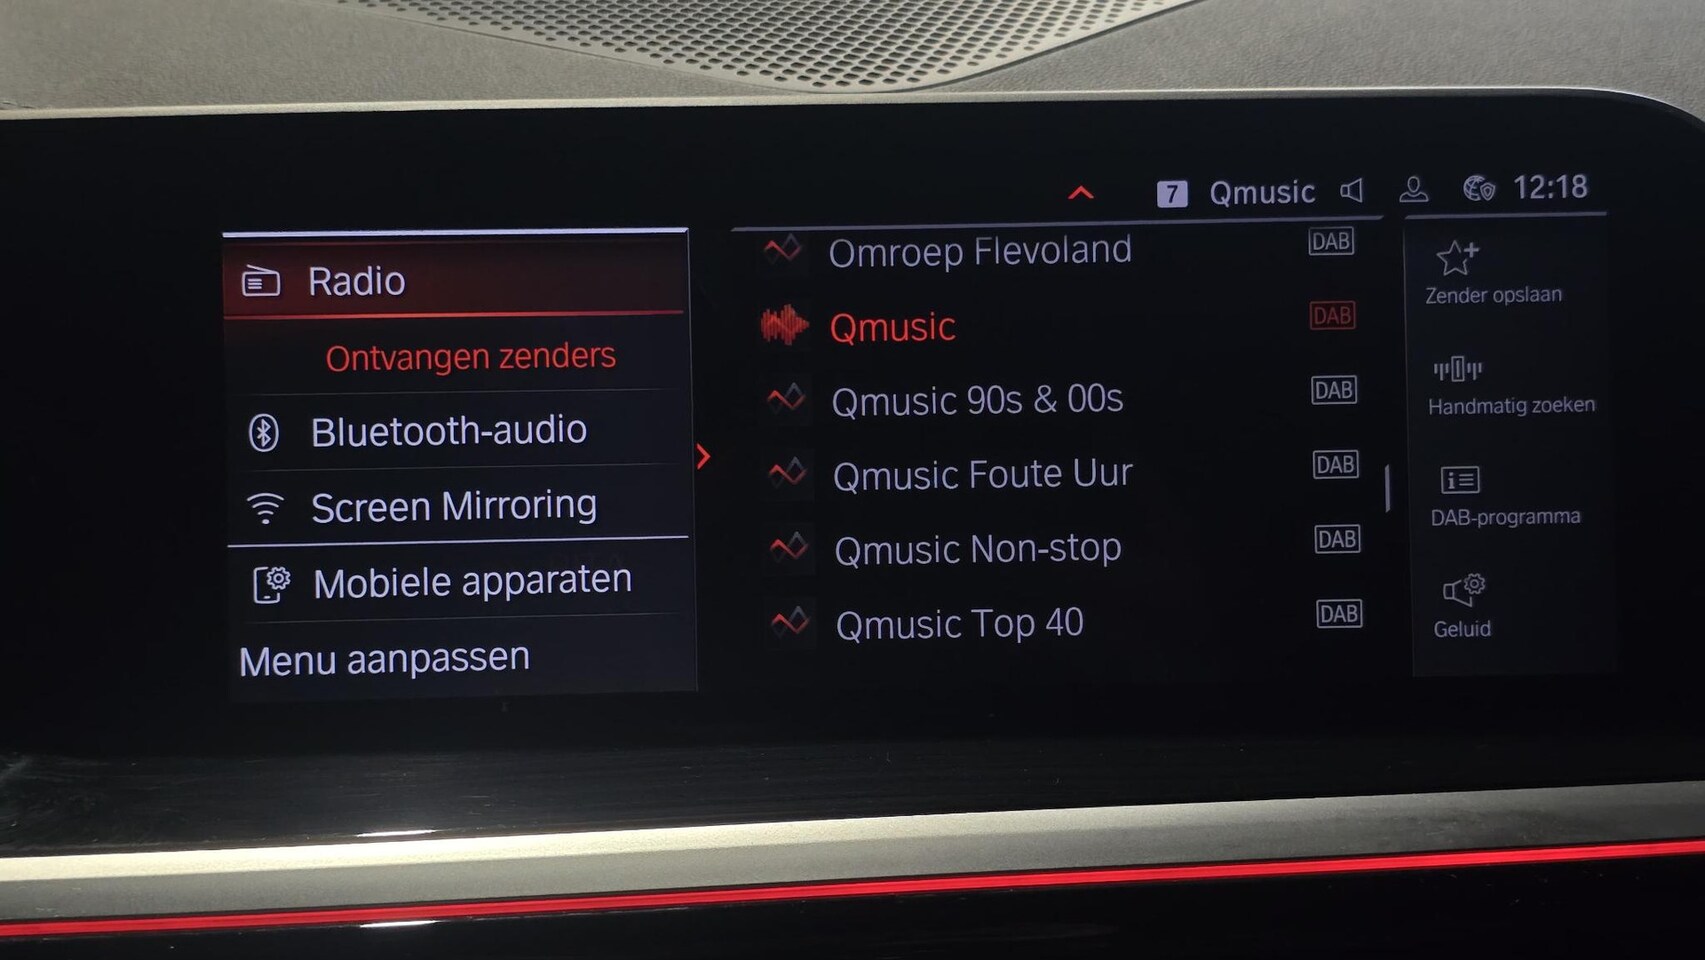 7 Qmusic 12:18
Radio
Ontvangen zenders
Bluetooth-audio
Screen Mirroring
Mobiele apparaten
Menu aanpassen
Omroep Flevoland DAB
Qmusic DAB
Qmusic 90s & 00s DAB
Qmusic Foute Uur DAB
Qmusic Non-stop DAB
Qmusic Top 40 DAB
Zender opslaan
Handmatig zoeken
DAB-programma
Geluid